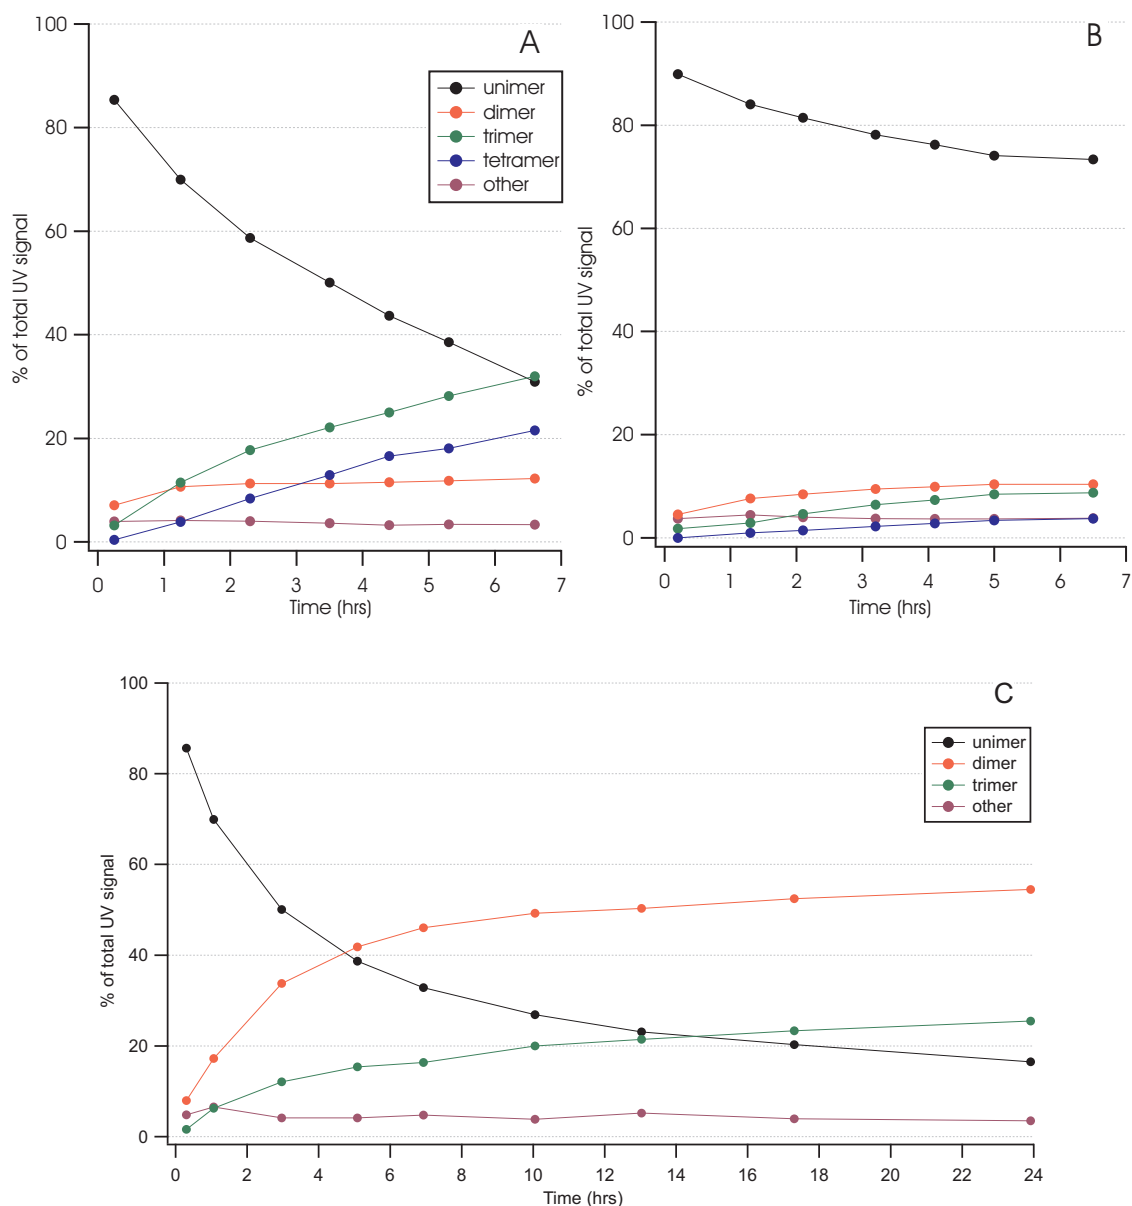 A
100
80
60
40
20
0
% of total UV signal
unimer
dimer
trimer
tetramer
other
0 1 2 3 4 5 6 7
Time (hrs)
B
100
80
60
40
20
0
% of total UV signal
0 1 2 3 4 5 6 7
Time (hrs)
C
100
80
60
40
20
0
% of total UV signal
unimer
dimer
trimer
other
0 2 4 6 8 10 12 14 16 18 20 22 24
Time (hrs)